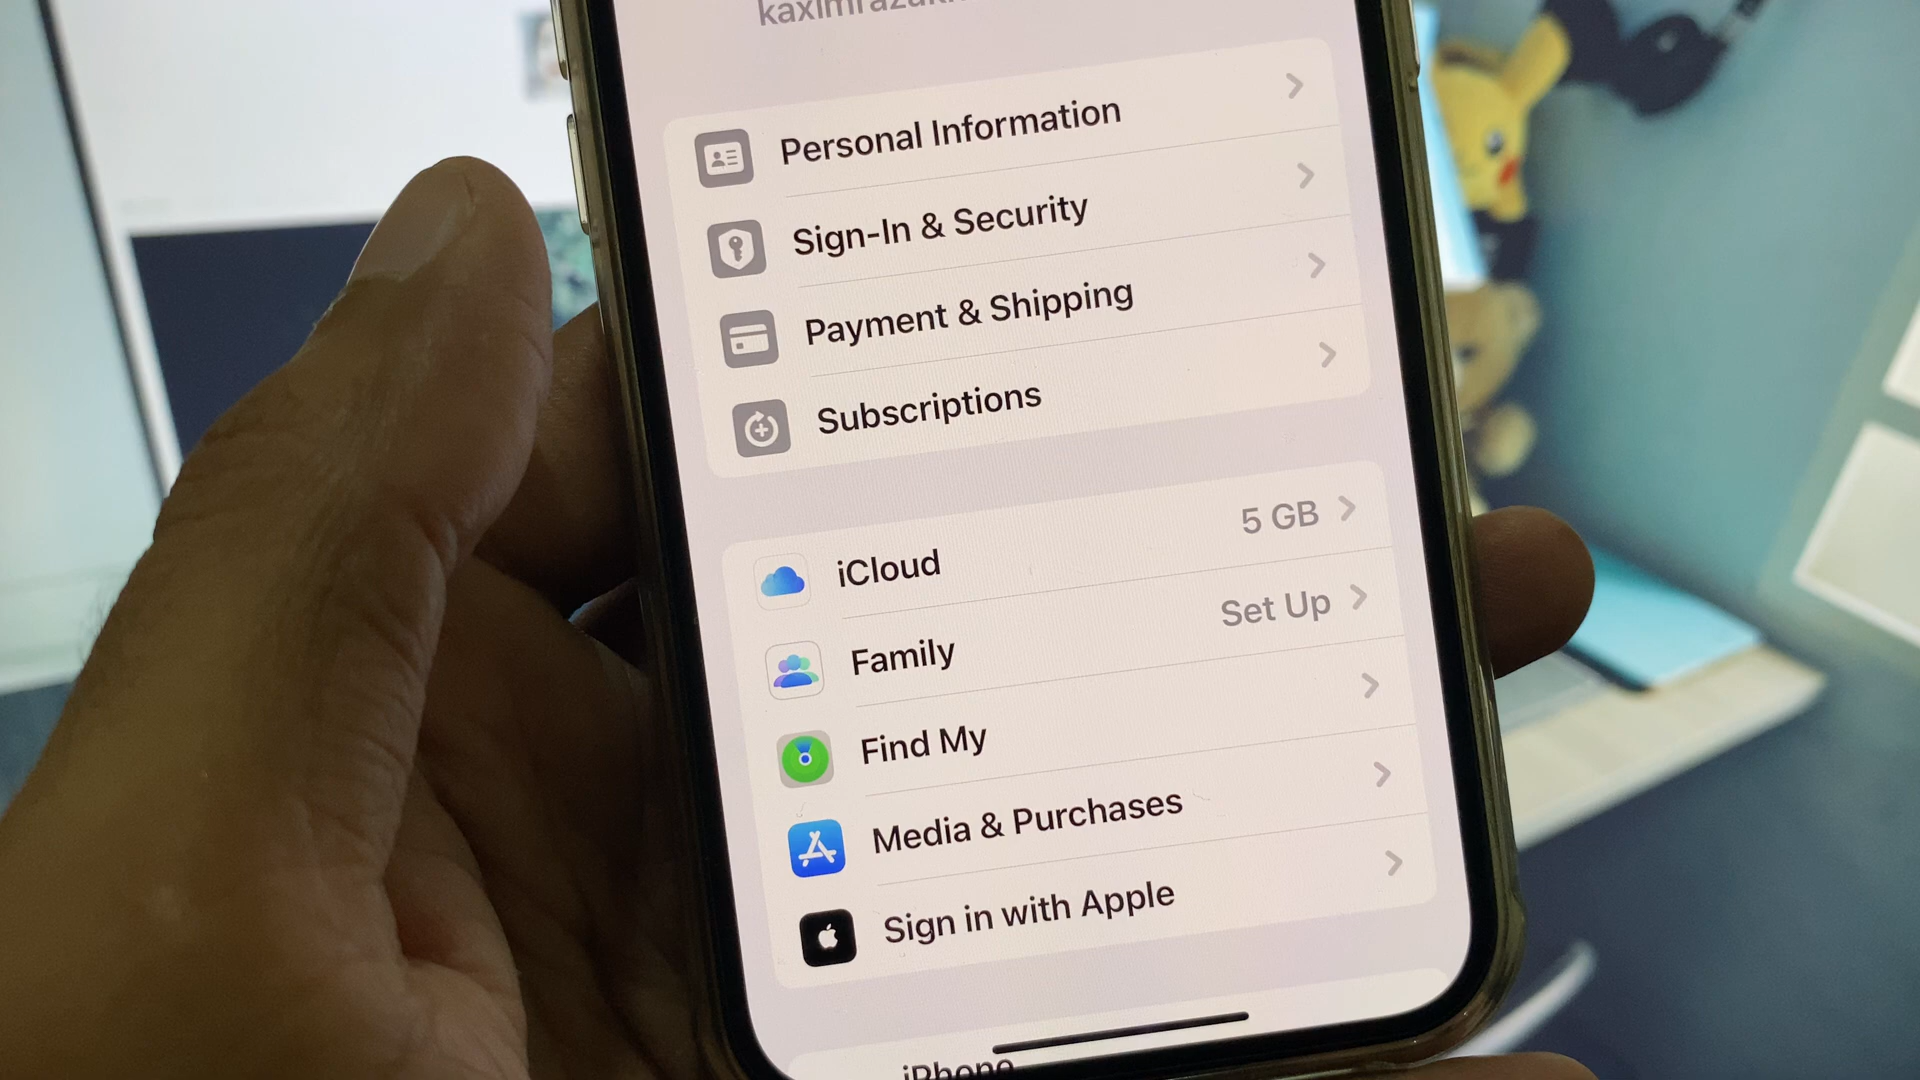 Personal Information
Sign-In & Security
Payment & Shipping
Subscriptions
iCloud 5 GB
Family Set Up
Find My
Media & Purchases
Sign in with Apple
iPhone